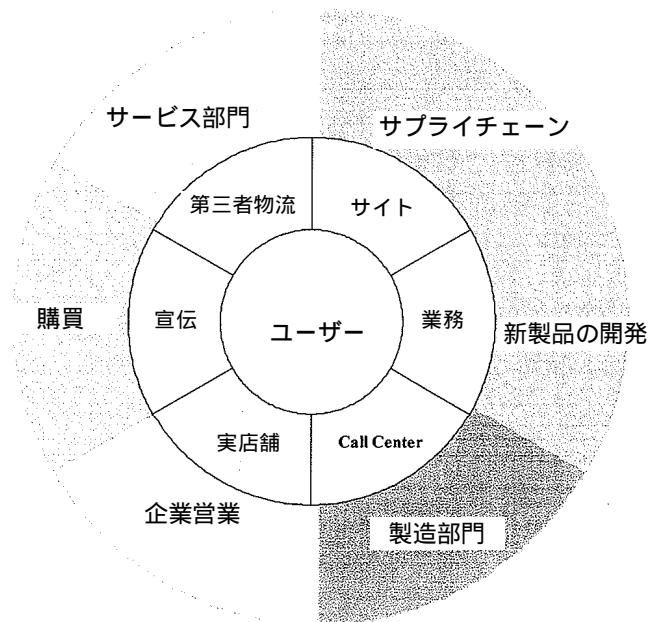 サービス部門
サプライチェーン
第三者物流
サイト
購買
宣伝
ユーザー
業務
新製品の開発
実店舗
Call Center
企業営業
製造部門